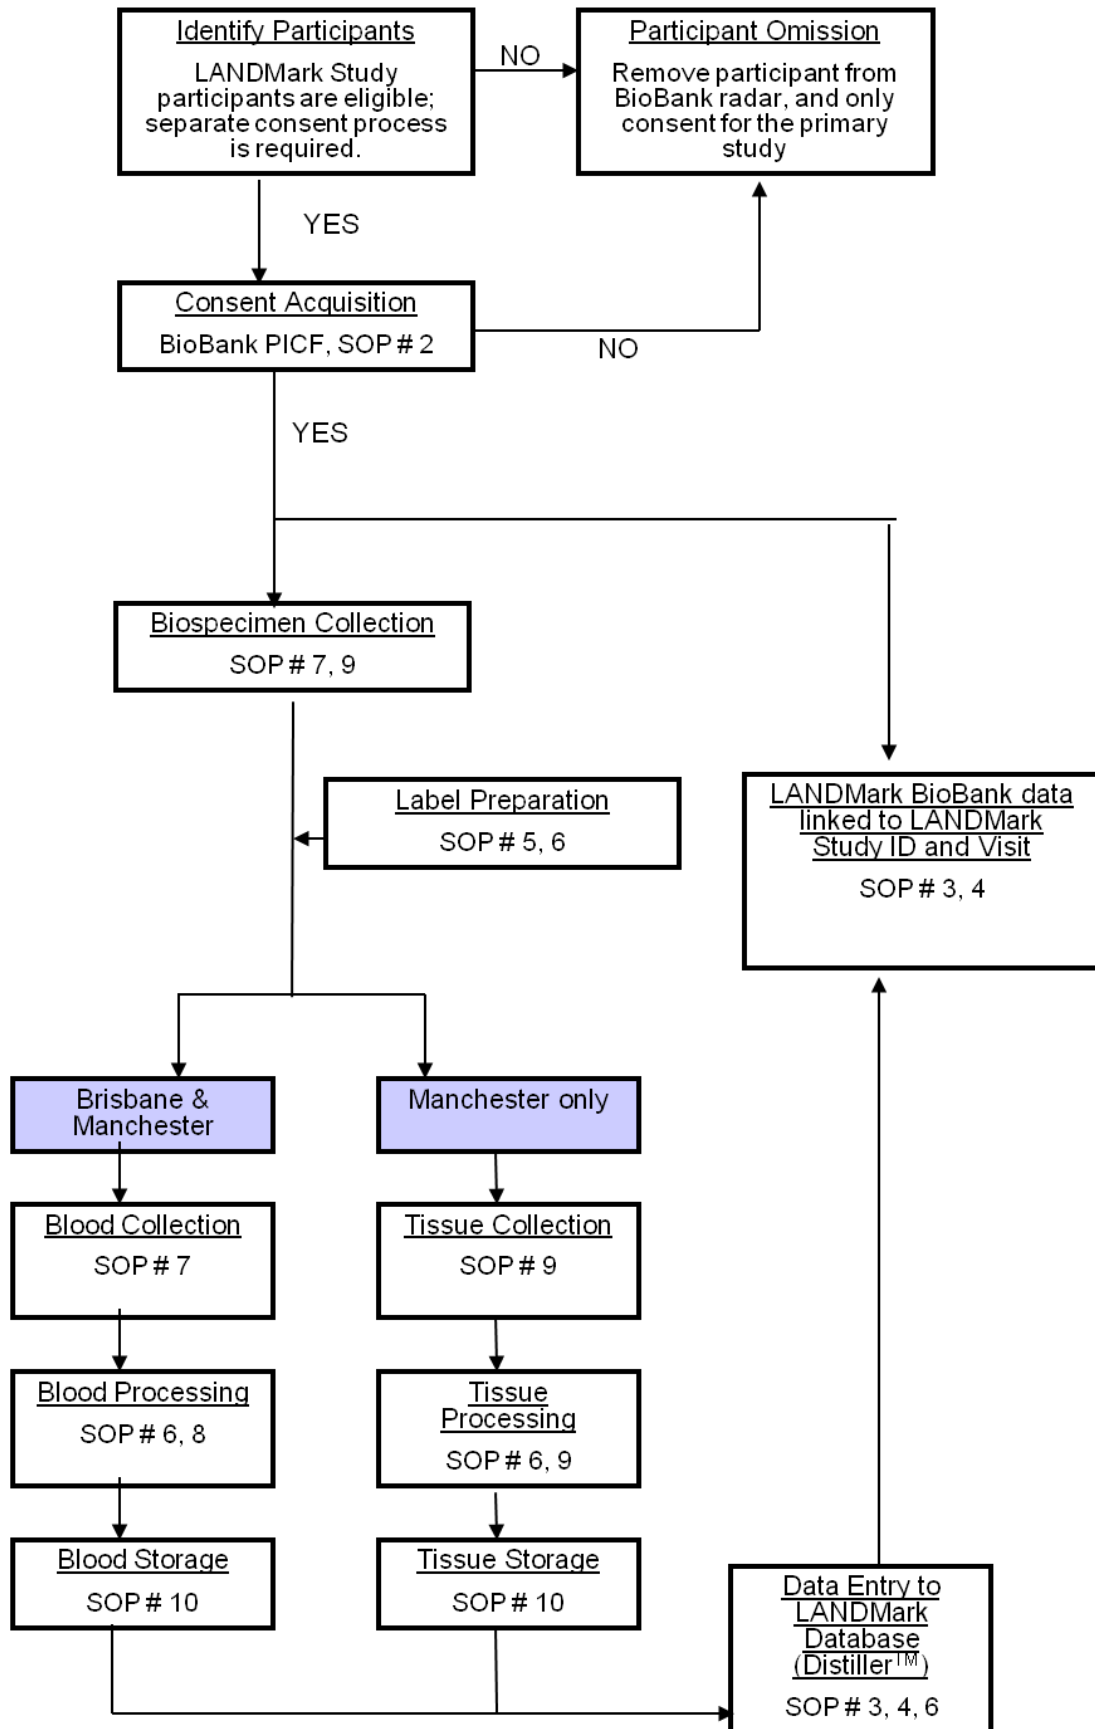 Identify Participants
LANDMark Study
participants are eligible;
separate consent process
is required.
NO
Participant Omission
Remove participant from
BioBank radar, and only
consent for the primary
study
YES
Consent Acquisition
BioBank PICF, SOP # 2
NO
YES
Biospecimen Collection
SOP # 7, 9
Label Preparation
SOP # 5, 6
LANDMark BioBank data
linked to LANDMark
Study ID and Visit
SOP # 3, 4
Brisbane &
Manchester
Manchester only
Blood Collection
SOP # 7
Tissue Collection
SOP # 9
Blood Processing
SOP # 6, 8
Tissue
Processing
SOP # 6, 9
Blood Storage
SOP # 10
Tissue Storage
SOP # 10
Data Entry to
LANDMark
Database
(Distiller™)
SOP # 3, 4, 6